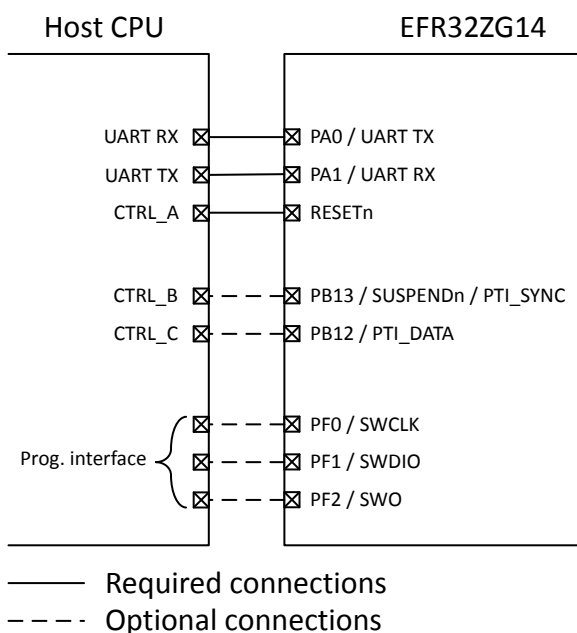 Host CPU EFR32ZG14
UART RX PA0 / UART TX
UART TX PA1 / UART RX
CTRL_A RESETn
CTRL_B PB13 / SUSPENDn / PTI_SYNC
CTRL_C PB12 / PTI_DATA
PF0 / SWCLK
Prog. interface PF1 / SWDIO
PF2 / SWO
Required connections
Optional connections